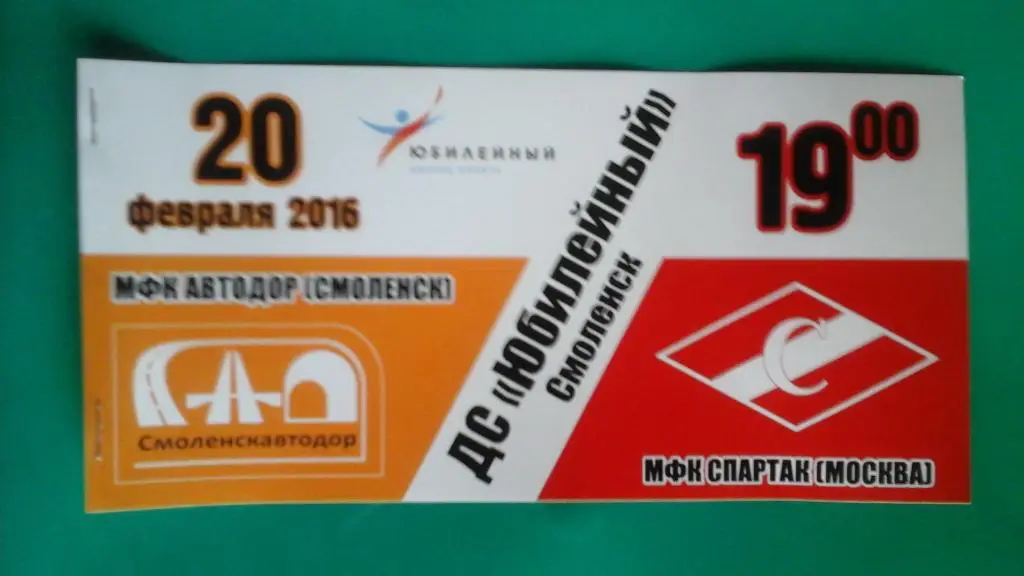 20
февраля 2016
ЮБИЛЕЙНЫЙ
ДС «Юбилейный»
Смоленск
19 00
МФК АВТОДОР (СМОЛЕНСК)
Смоленскавтодор
С
МФК СПАРТАК (МОСКВА)